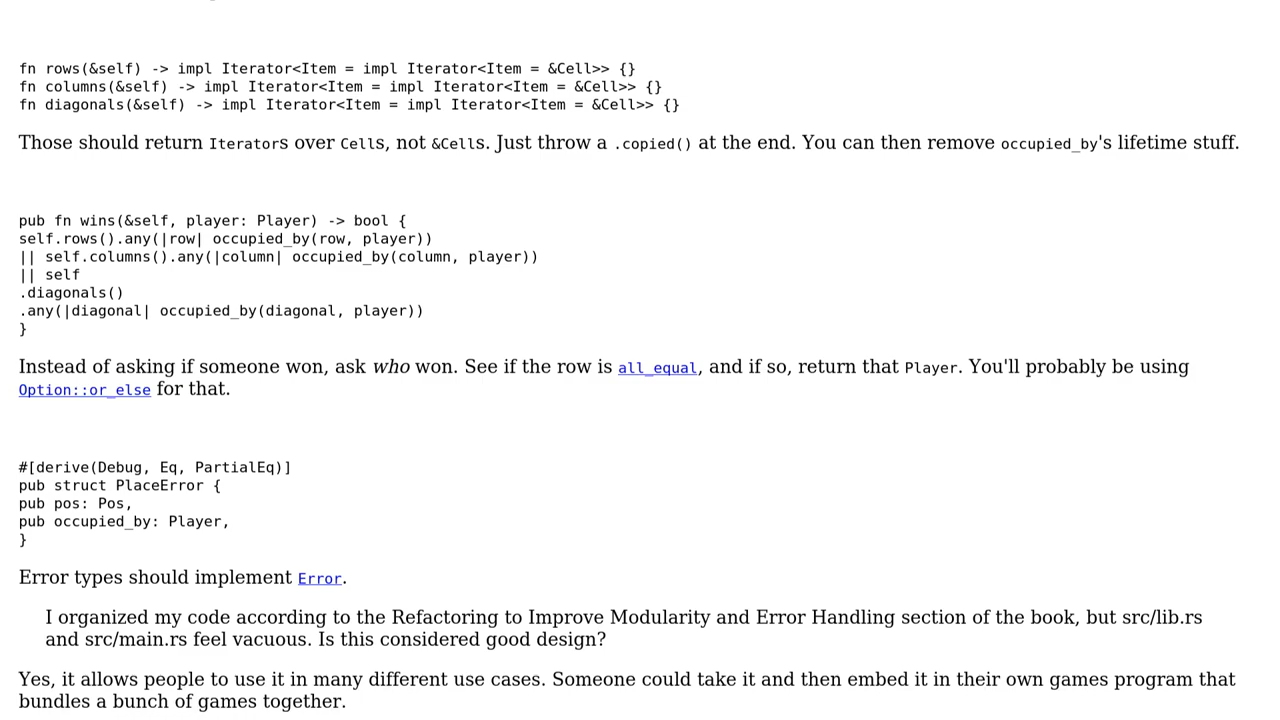 fn rows(&self) -> impl Iterator<Item = impl Iterator<Item = &Cell>> {}
fn columns(&self) -> impl Iterator<Item = impl Iterator<Item = &Cell>> {}
fn diagonals(&self) -> impl Iterator<Item = impl Iterator<Item = &Cell>> {}
Those should return Iterators over Cells, not &Cells. Just throw a .copied() at the end. You can then remove occupied_by's lifetime stuff.
pub fn wins(&self, player: Player) -> bool {
self.rows().any(|row| occupied_by(row, player))
|| self.columns().any(|column| occupied_by(column, player))
|| self
.diagonals()
.any(|diagonal| occupied_by(diagonal, player))
}
Instead of asking if someone won, ask who won. See if the row is all_equal, and if so, return that Player. You'll probably be using
Option::or_else for that.
#[derive(Debug, Eq, PartialEq)]
pub struct PlaceError {
pub pos: Pos,
pub occupied_by: Player,
}
Error types should implement Error.
I organized my code according to the Refactoring to Improve Modularity and Error Handling section of the book, but src/lib.rs
and src/main.rs feel vacuous. Is this considered good design?
Yes, it allows people to use it in many different use cases. Someone could take it and then embed it in their own games program that
bundles a bunch of games together.